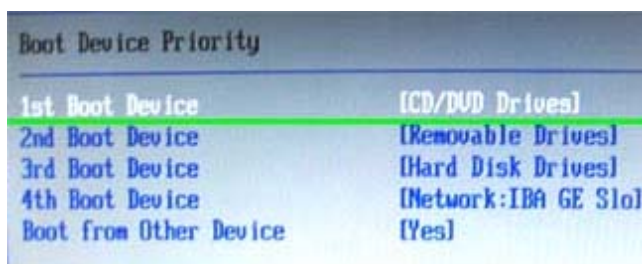 Boot Device Priority
1st Boot Device [CD/DVD Drives]
2nd Boot Device [Removable Drives]
3rd Boot Device [Hard Disk Drives]
4th Boot Device [Network:IBA GE Slo]
Boot from Other Device [Yes]